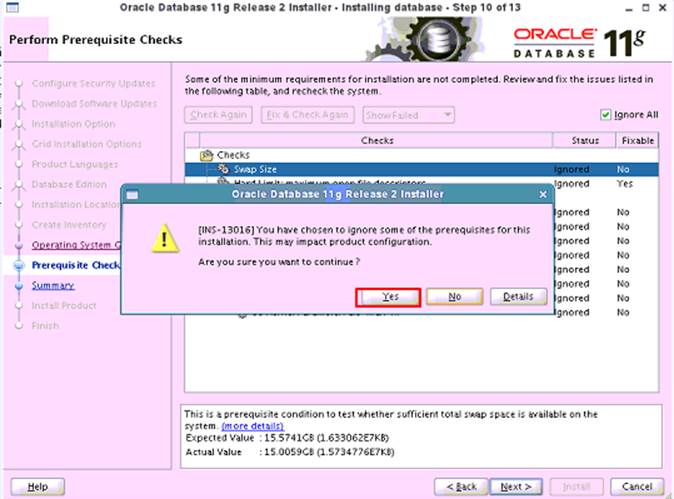 Oracle Database 11g Release 2 Installer - Installing database - Step 10 of 13
Perform Prerequisite Checks
ORACLE
DATABASE
11g
Configure Security Updates
Download Software Updates
Installation Option
Grid Installation Options
Product Languages
Database Edition
Installation Location
Create Inventory
Operating System G
Prerequisite Check
Summary
Install Product
Finish
Some of the minimum requirements for installation are not completed. Review and fix the issues listed in
the following table, and recheck the system.
Check Again
Fix & Check Again
Show Failed
Ignore All
Checks Status Fixable
Checks
Swap Size Ignored No
Hard Limit: maximum open file descriptors Ignored Yes
Ignored No
Ignored No
Ignored No
Ignored No
Ignored No
Ignored No
Ignored No
Ignored No
Oracle Database 11g Release 2 Installer
[INS-13016] You have chosen to ignore some of the prerequisites for this
installation. This may impact product configuration.
Are you sure you want to continue ?
Yes
No
Details
This is a prerequisite condition to test whether sufficient total swap space is available on the
system. (more details)
Expected Value : 15.5741GB (1.633062E7KB)
Actual Value : 15.0059GB (1.5734776E7KB)
Help
< Back
Next >
Install
Cancel